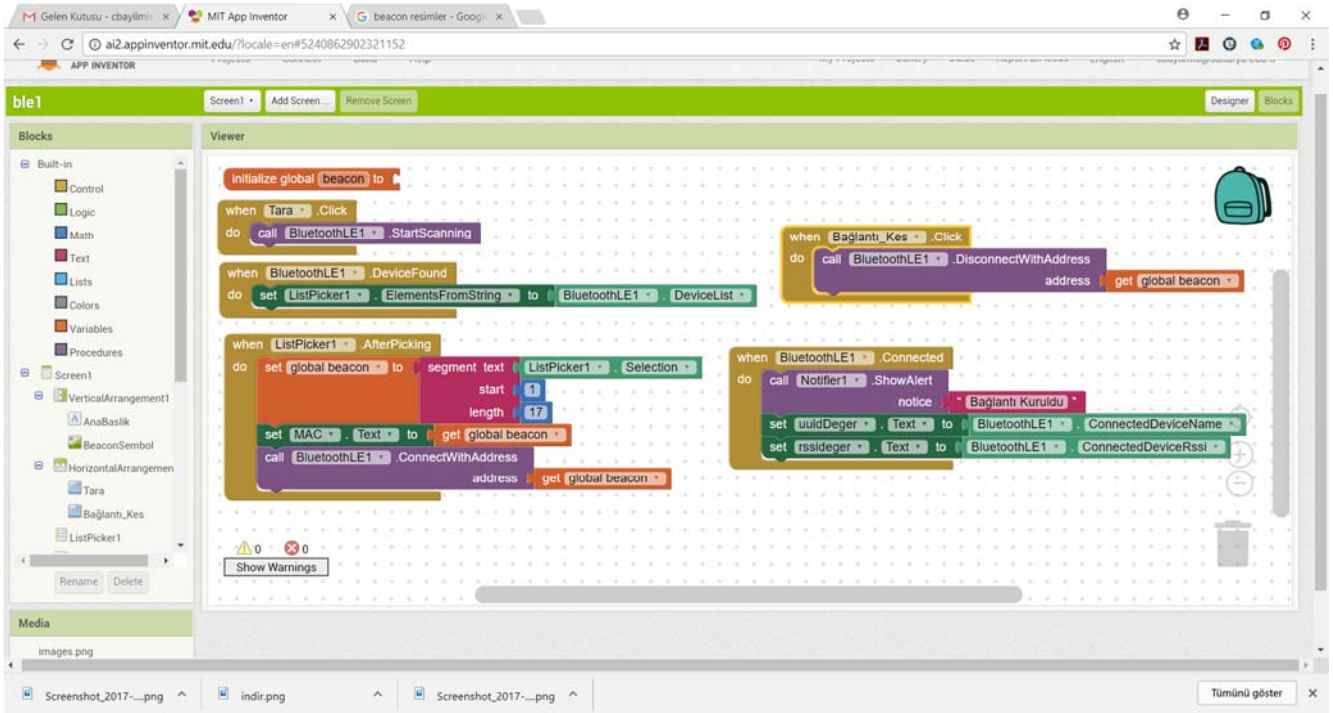 Gelen Kutusu - cbayilmi
MIT App Inventor
beacon resimler - Googl
ai2.appinventor.mit.edu/?locale=en#5240862902321152
APP INVENTOR
ble1
Screen1
Add Screen ...
Remove Screen
Designer
Blocks
Blocks
Viewer
Built-in
Control
Logic
Math
Text
Lists
Colors
Variables
Procedures
Screen1
VerticalArrangement1
AnaBaslik
BeaconSembol
HorizontalArrangemen
Tara
Bağlantı_Kes
ListPicker1
Rename
Delete
Media
images.png
initialize global beacon to
when Tara .Click
do call BluetoothLE1 .StartScanning
when BluetoothLE1 .DeviceFound
do set ListPicker1 . ElementsFromString to BluetoothLE1 . DeviceList
when ListPicker1 .AfterPicking
do set global beacon to segment text ListPicker1 . Selection
start 1
length 17
set MAC . Text to get global beacon
call BluetoothLE1 .ConnectWithAddress
address get global beacon
when Bağlantı_Kes .Click
do call BluetoothLE1 .DisconnectWithAddress
address get global beacon
when BluetoothLE1 .Connected
do call Notifier1 .ShowAlert
notice " Bağlantı Kuruldu "
set uuidDeger . Text to BluetoothLE1 . ConnectedDeviceName
set rssideger . Text to BluetoothLE1 . ConnectedDeviceRssi
0 0
Show Warnings
Screenshot_2017-....png
indir.png
Screenshot_2017-....png
Tümünü göster